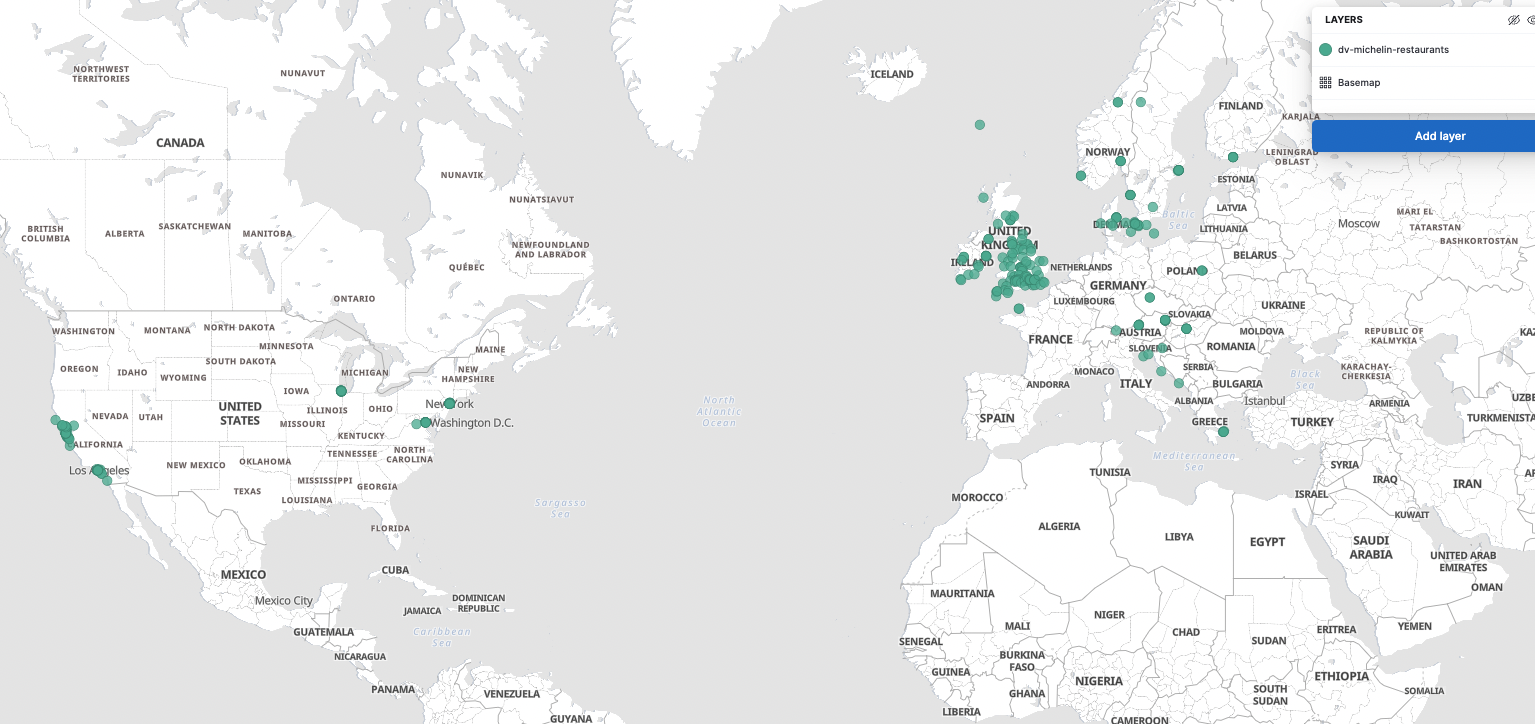 LAYERS
dv-michelin-restaurants
Basemap
Add layer
NORTHWEST
TERRITORIES
NUNAVUT
CANADA
NUNAVIK
NUNATSIAVUT
BRITISH
COLUMBIA
ALBERTA
SASKATCHEWAN
MANITOBA
NEWFOUNDLAND
AND LABRADOR
QUÉBEC
ONTARIO
WASHINGTON
MONTANA
NORTH DAKOTA
MINNESOTA
SOUTH DAKOTA
OREGON
IDAHO
WYOMING
MICHIGAN
MAINE
NEW
HAMPSHIRE
IOWA
NEVADA
UTAH
UNITED
STATES
ILLINOIS
OHIO
New York
MISSOURI
Washington D.C.
KENTUCKY
CALIFORNIA
TENNESSEE
NORTH
CAROLINA
Los Angeles
NEW MEXICO
OKLAHOMA
MISSISSIPPI
TEXAS
GEORGIA
LOUISIANA
FLORIDA
MEXICO
Mexico City
CUBA
JAMAICA
DOMINICAN
REPUBLIC
GUATEMALA
Caribbean
Sea
NICARAGUA
PANAMA
VENEZUELA
GUYANA
North
Atlantic
Ocean
Sargasso
Sea
ICELAND
NORWAY
FINLAND
KARJALA
LENINGRAD
OBLAST
ESTONIA
LATVIA
LITHUANIA
Baltic
Sea
DENMARK
UNITED
KINGDOM
IRELAND
NETHERLANDS
Moscow
MARI EL
TATARSTAN
BASHKORTOSTAN
BELARUS
POLAND
GERMANY
LUXEMBOURG
UKRAINE
SLOVAKIA
FRANCE
AUSTRIA
MOLDOVA
SLOVENIA
ROMANIA
REPUBLIC OF
KALMYKIA
KAZ
MONACO
SERBIA
ANDORRA
ITALY
BULGARIA
Black
Sea
KARACHAY-
CHERKESIA
ALBANIA
Istanbul
ARMENIA
UZBE
SPAIN
GREECE
TURKEY
TURKMENISTA
Mediterranean
Sea
TUNISIA
SYRIA
IRAQ
IRAN
AF
MOROCCO
ISRAEL
KUWAIT
ALGERIA
LIBYA
EGYPT
SAUDI
ARABIA
UNITED ARAB
EMIRATES
OMAN
MAURITANIA
MALI
NIGER
CHAD
SUDAN
ERITREA
YEMEN
SENEGAL
BURKINA
FASO
GUINEA
NIGERIA
ETHIOPIA
GHANA
SOUTH
SUDAN
SOMALIA
LIBERIA
CAMEROON